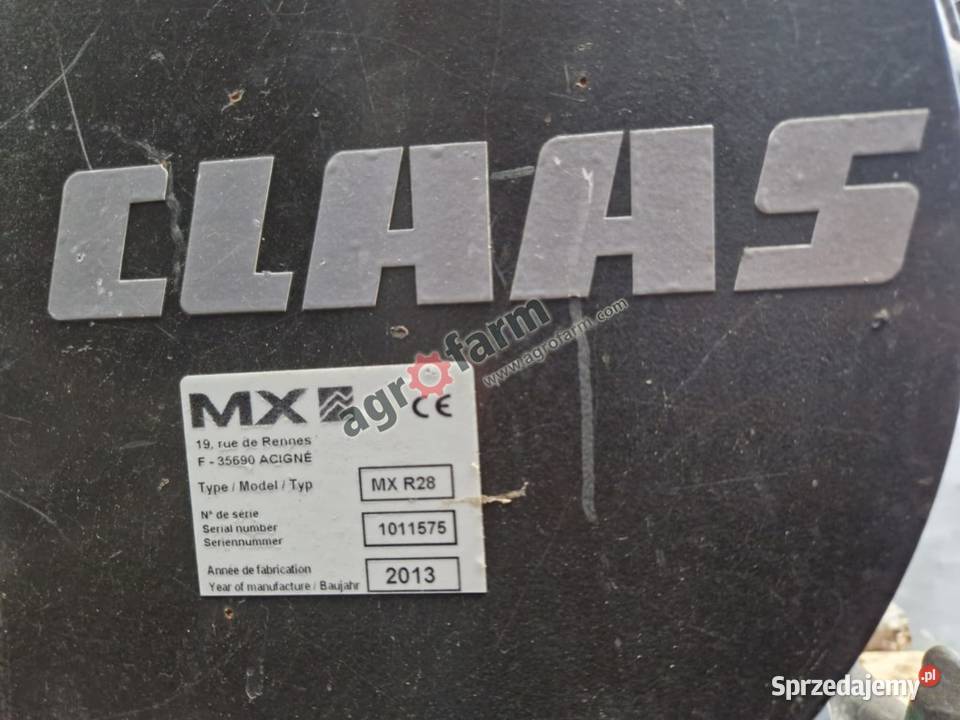 CLAAS
agrofarm
www.agrofarm.com
MX CE
19, rue de Rennes
F - 35690 ACIGNÉ
Type / Model / Typ MX R28
N° de série
Serial number 1011575
Seriennummer
Année de fabrication
Year of manufacture / Baujahr 2013
Sprzedajemy.pl